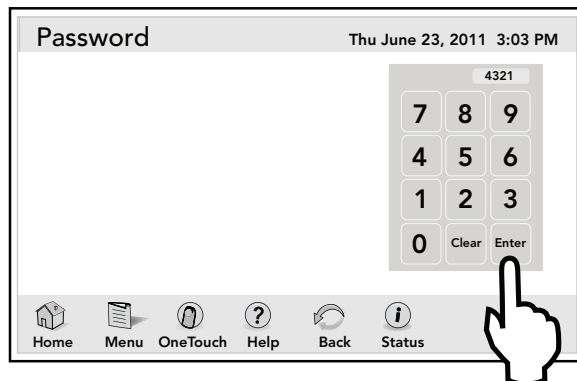 Password Thu June 23, 2011 3:03 PM
4321
7 8 9
4 5 6
1 2 3
0 Clear Enter
? i
Home Menu OneTouch Help Back Status